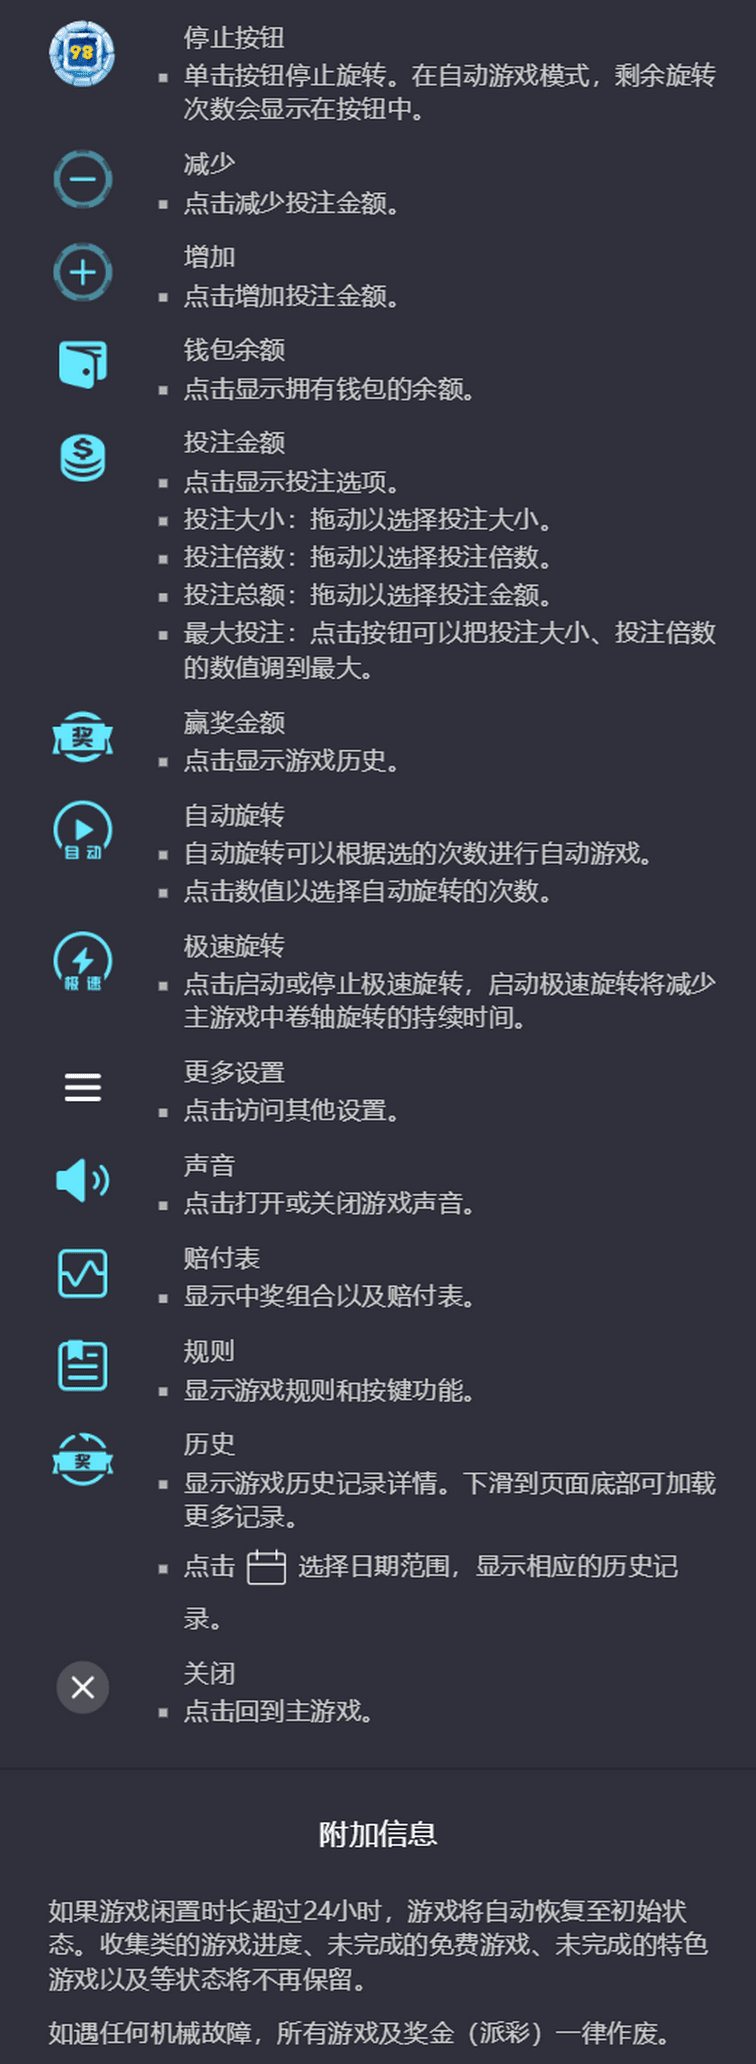 98
停止按钮
▪ 单击按钮停止旋转。在自动游戏模式，剩余旋转
次数会显示在按钮中。
减少
▪ 点击减少投注金额。
增加
▪ 点击增加投注金额。
钱包余额
▪ 点击显示拥有钱包的余额。
$
投注金额
▪ 点击显示投注选项。
▪ 投注大小：拖动以选择投注大小。
▪ 投注倍数：拖动以选择投注倍数。
▪ 投注总额：拖动以选择投注金额。
▪ 最大投注：点击按钮可以把投注大小、投注倍数
的数值调到最大。
奖
赢奖金额
▪ 点击显示游戏历史。
自动
自动旋转
▪ 自动旋转可以根据选的次数进行自动游戏。
▪ 点击数值以选择自动旋转的次数。
极速
极速旋转
▪ 点击启动或停止极速旋转，启动极速旋转将减少
主游戏中卷轴旋转的持续时间。
更多设置
▪ 点击访问其他设置。
声音
▪ 点击打开或关闭游戏声音。
赔付表
▪ 显示中奖组合以及赔付表。
规则
▪ 显示游戏规则和按键功能。
奖
历史
▪ 显示游戏历史记录详情。下滑到页面底部可加载
更多记录。
▪ 点击 选择日期范围，显示相应的历史记
录。
关闭
▪ 点击回到主游戏。
附加信息
如果游戏闲置时长超过24小时，游戏将自动恢复至初始状
态。收集类的游戏进度、未完成的免费游戏、未完成的特色
游戏以及等状态将不再保留。
如遇任何机械故障，所有游戏及奖金（派彩）一律作废。